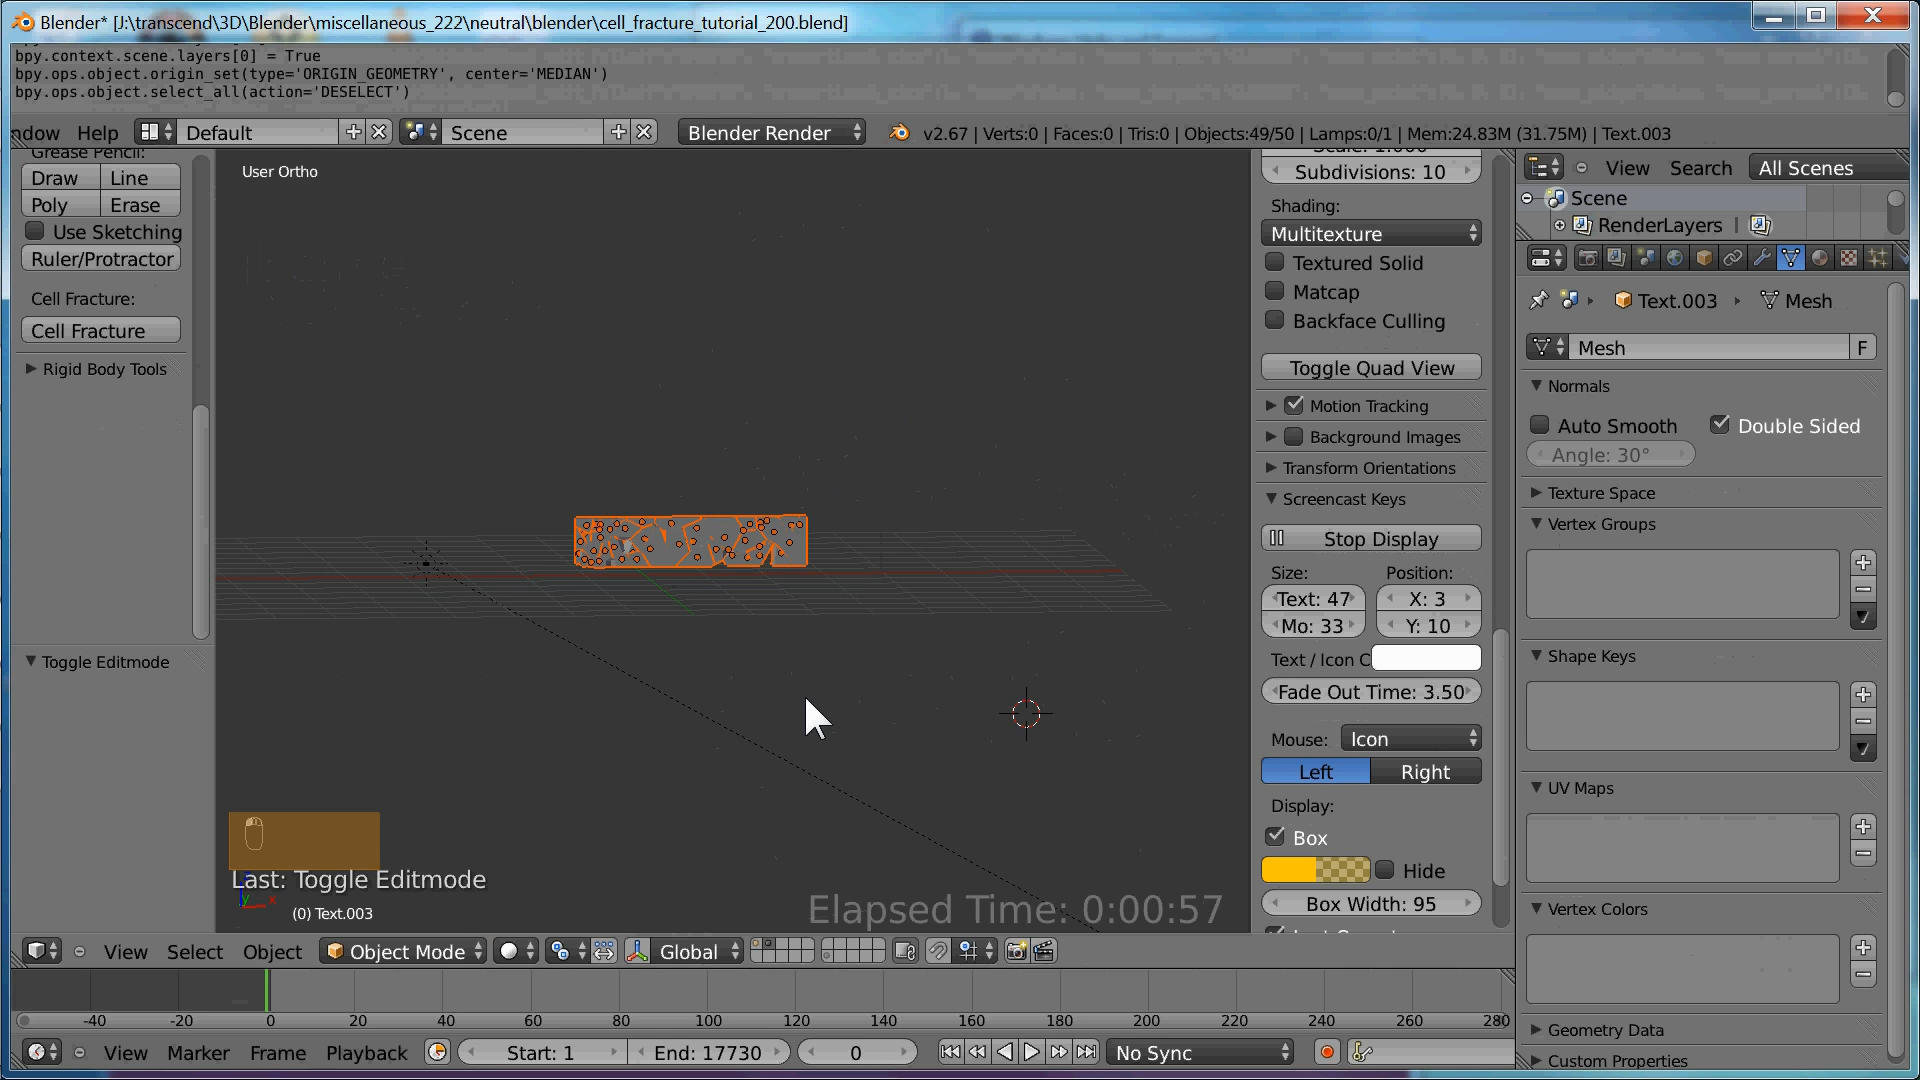 Blender* [J:\transcend\3D\Blender\miscellaneous_222\neutral\blender\cell_fracture_tutorial_200.blend]
bpy.context.scene.layers[0] = True
bpy.ops.object.origin_set(type='ORIGIN_GEOMETRY', center='MEDIAN')
bpy.ops.object.select_all(action='DESELECT')
ndow Help Default Scene Blender Render v2.67 | Verts:0 | Faces:0 | Tris:0 | Objects:49/50 | Lamps:0/1 | Mem:24.83M (31.75M) | Text.003
Grease Pencil:
Draw Line
Poly Erase
Use Sketching
Ruler/Protractor
Cell Fracture:
Cell Fracture
Rigid Body Tools
Toggle Editmode
User Ortho
Last: Toggle Editmode
y x
(0) Text.003
Elapsed Time: 0:00:57
Scale: 1.000
Subdivisions: 10
Shading:
Multitexture
Textured Solid
Matcap
Backface Culling
Toggle Quad View
Motion Tracking
Background Images
Transform Orientations
Screencast Keys
Stop Display
Size: Position:
Text: 47 X: 3
Mo: 33 Y: 10
Text / Icon C
Fade Out Time: 3.50
Mouse: Icon
Left Right
Display:
Box
Hide
Box Width: 95
View Search All Scenes
Scene
RenderLayers |
Text.003 Mesh
Mesh F
Normals
Auto Smooth Double Sided
Angle: 30°
Texture Space
Vertex Groups
Shape Keys
UV Maps
Vertex Colors
Geometry Data
Custom Properties
View Select Object Object Mode Global
-40 -20 0 20 40 60 80 100 120 140 160 180 200 220 240 260 280
View Marker Frame Playback Start: 1 End: 17730 0 No Sync